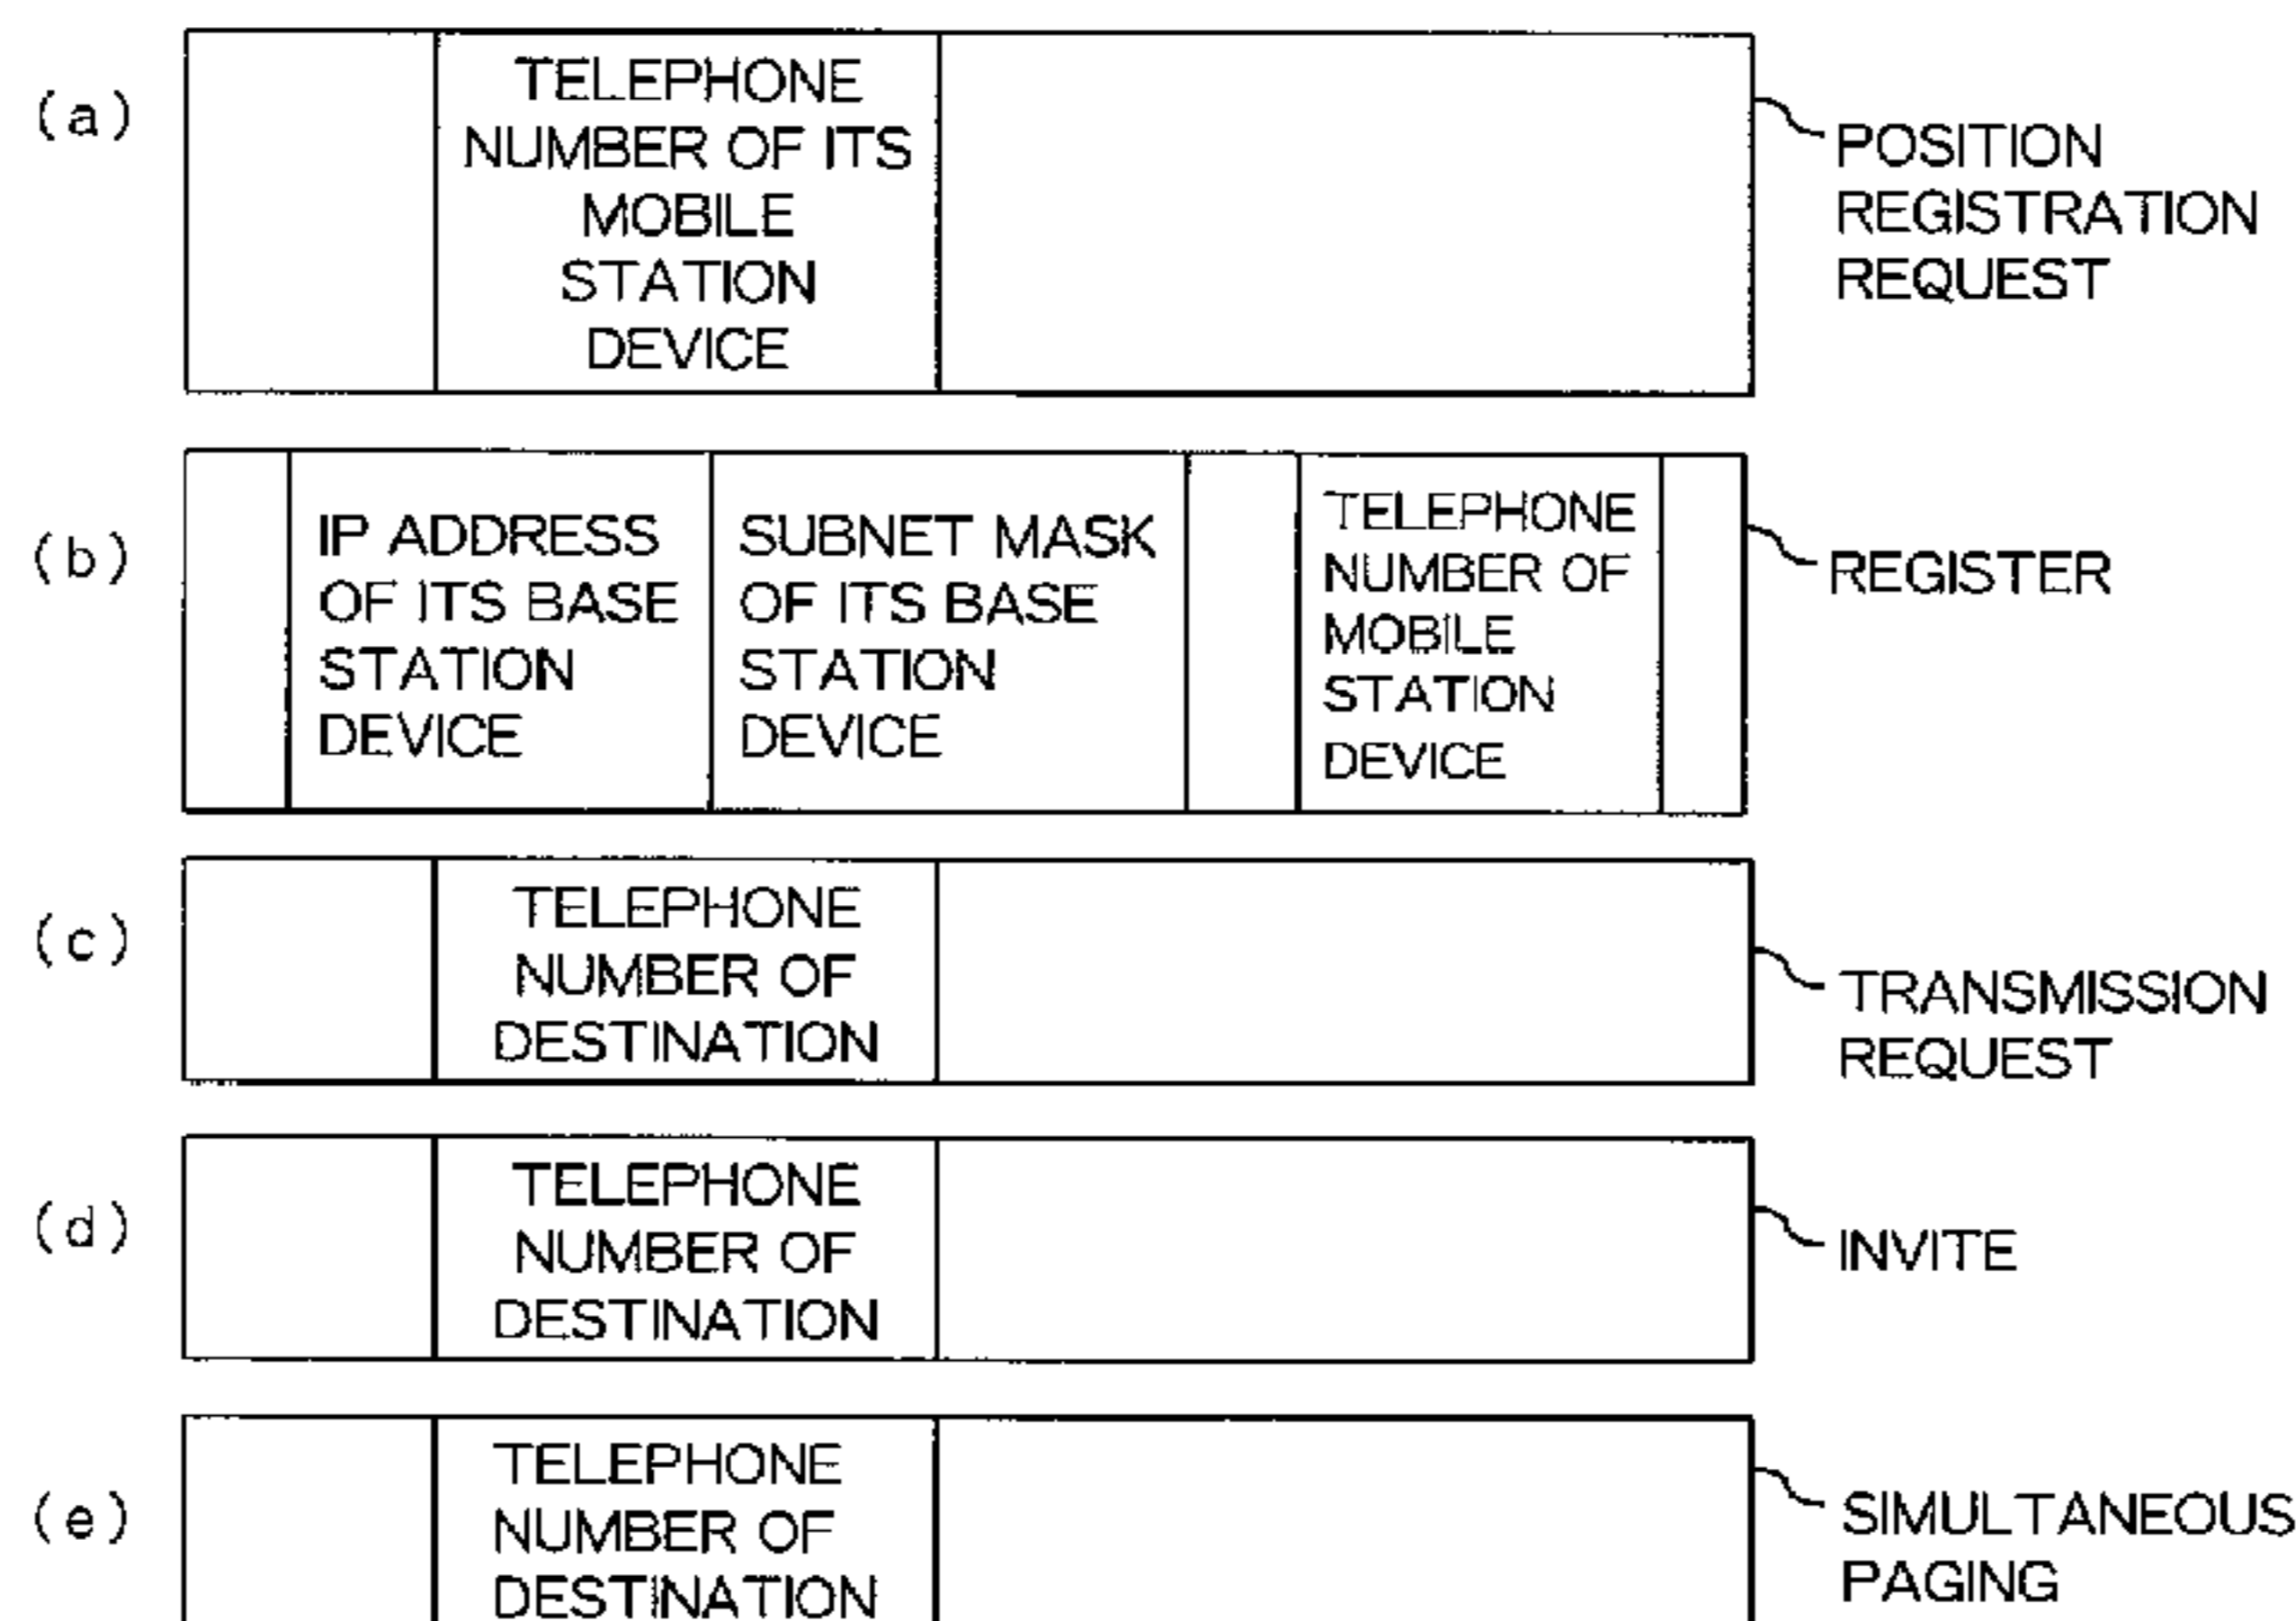 (a)
TELEPHONE
NUMBER OF ITS
MOBILE
STATION
DEVICE
POSITION
REGISTRATION
REQUEST
(b)
IP ADDRESS
OF ITS BASE
STATION
DEVICE
SUBNET MASK
OF ITS BASE
STATION
DEVICE
TELEPHONE
NUMBER OF
MOBILE
STATION
DEVICE
REGISTER
(c)
TELEPHONE
NUMBER OF
DESTINATION
TRANSMISSION
REQUEST
(d)
TELEPHONE
NUMBER OF
DESTINATION
INVITE
(e)
TELEPHONE
NUMBER OF
DESTINATION
SIMULTANEOUS
PAGING